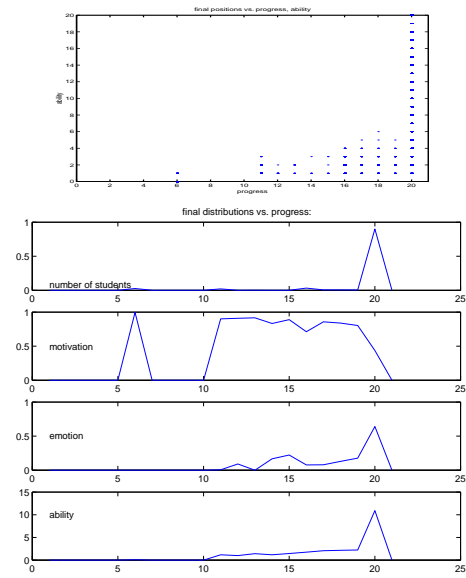 final positions vs. progress, ability
20
18
16
14
12
10
8
6
4
2
0
ability
0 2 4 6 8 10 12 14 16 18 20
progress
final distributions vs. progress:
1
0.5
0
number of students
0 5 10 15 20 25
1
0.5
0
motivation
0 5 10 15 20 25
1
0.5
0
emotion
0 5 10 15 20 25
15
10
5
0
ability
0 5 10 15 20 25